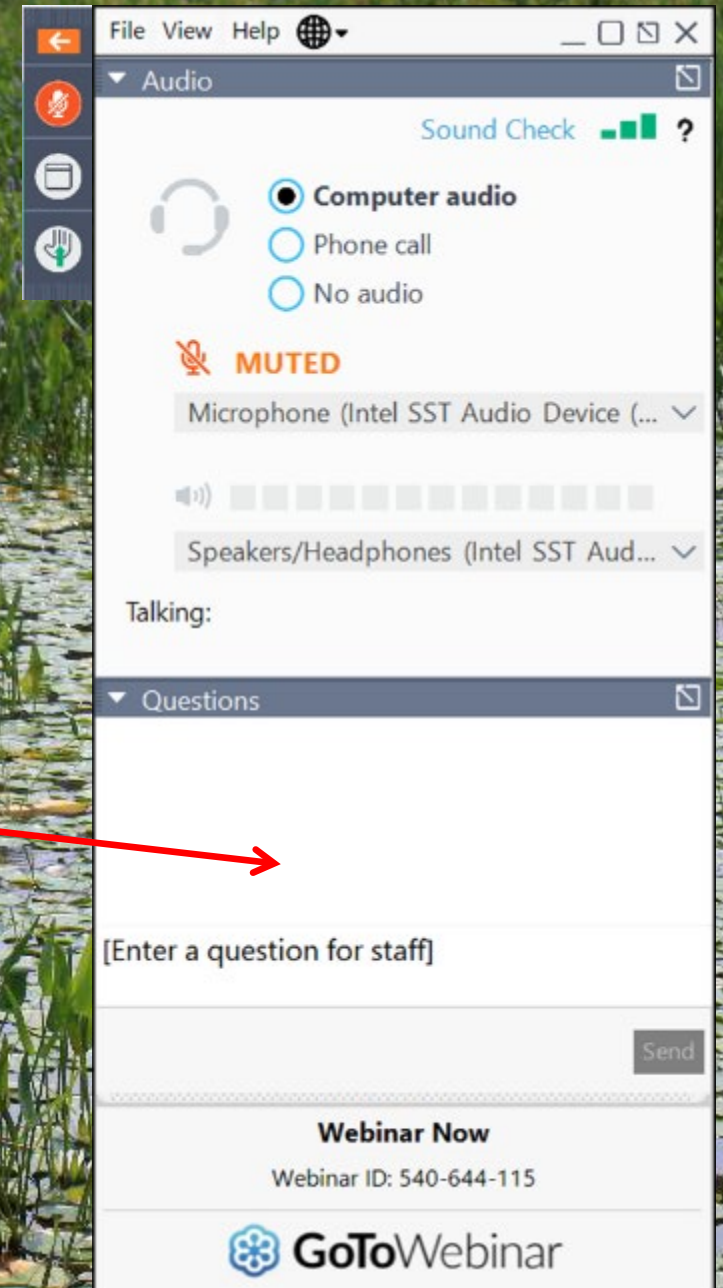 File View Help
Audio
Sound Check ?
Computer audio
Phone call
No audio
MUTED
Microphone (Intel SST Audio Device (...
Speakers/Headphones (Intel SST Aud...
Talking:
Questions
[Enter a question for staff]
Send
Webinar Now
Webinar ID: 540-644-115
GoToWebinar